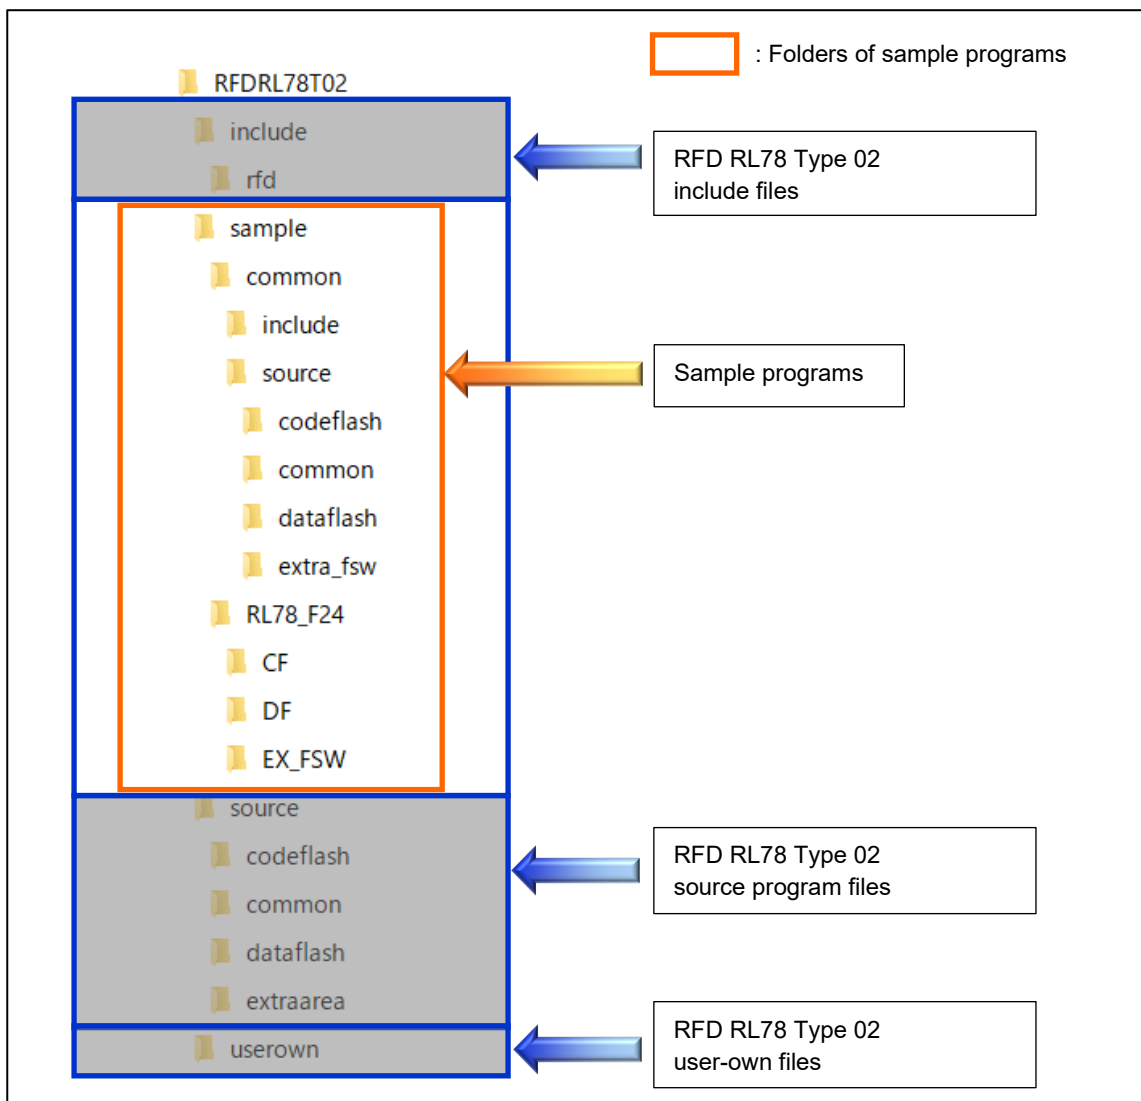 : Folders of sample programs
RFDRL78T02
include
rfd
RFD RL78 Type 02
include files
sample
common
include
source
codeflash
common
dataflash
extra_fsw
RL78_F24
CF
DF
EX_FSW
Sample programs
source
codeflash
common
dataflash
extraarea
RFD RL78 Type 02
source program files
userown
RFD RL78 Type 02
user-own files